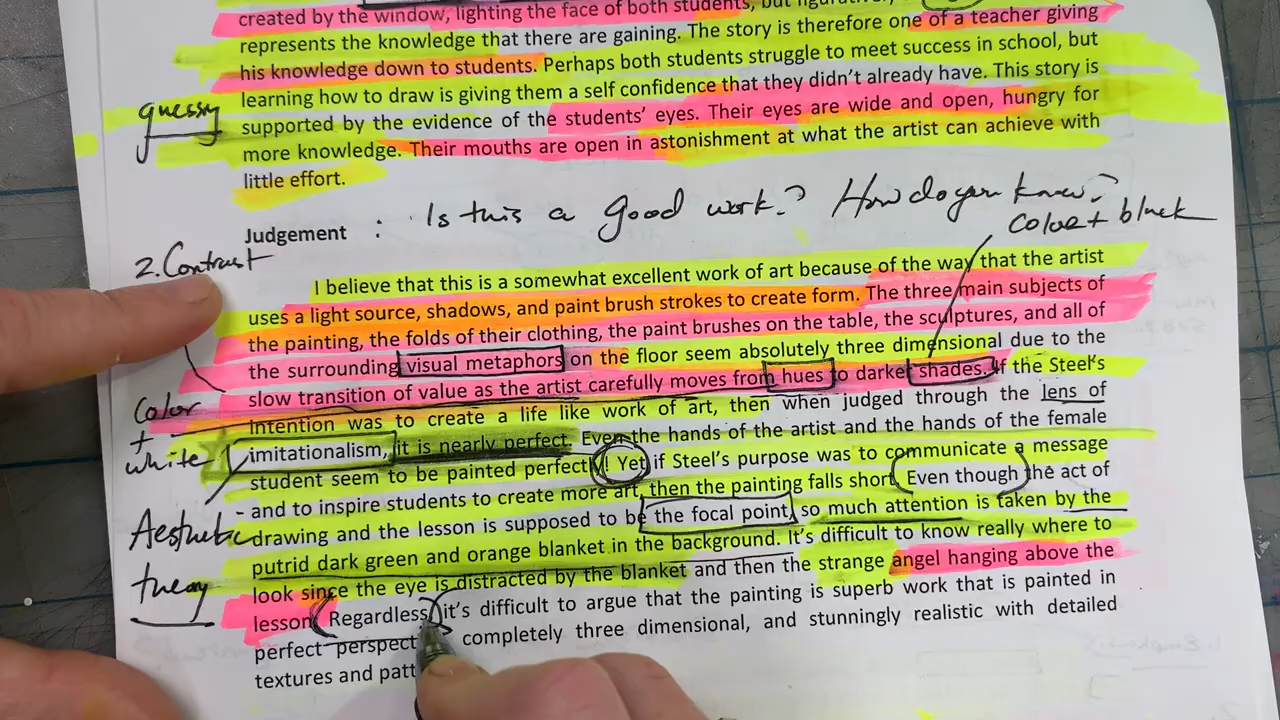 created by the window, lighting the face of both students, but
represents the knowledge that there are gaining. The story is therefore one of a teacher giving
his knowledge down to students. Perhaps both students struggle to meet success in school, but
learning how to draw is giving them a self confidence that they didn't already have. This story is
guessing
supported by the evidence of the students' eyes. Their eyes are wide and open, hungry for
more knowledge. Their mouths are open in astonishment at what the artist can achieve with
little effort.
Judgement : Is this a good work? How do you know?
color + black
2. Contrast
I believe that this is a somewhat excellent work of art because of the way that the artist
uses a light source, shadows, and paint brush strokes to create form. The three main subjects of
the painting, the folds of their clothing, the paint brushes on the table, the sculptures, and all of
the surrounding visual metaphors on the floor seem absolutely three dimensional due to the
slow transition of value as the artist carefully moves from hues to darker shades. If the Steel's
Color
+
white
intention was to create a life like work of art, then when judged through the lens of
imitationalism, it is nearly perfect. Even the hands of the artist and the hands of the female
student seem to be painted perfectly! Yet if Steel's purpose was to communicate a message
- and to inspire students to create more art, then the painting falls short. Even though the act of
Aesthetic
theory
drawing and the lesson is supposed to be the focal point, so much attention is taken by the
putrid dark green and orange blanket in the background. It's difficult to know really where to
look since the eye is distracted by the blanket and then the strange angel hanging above the
lesson. Regardless, it's difficult to argue that the painting is superb work that is painted in
perfect completely three dimensional, and stunningly realistic with detailed
textures and